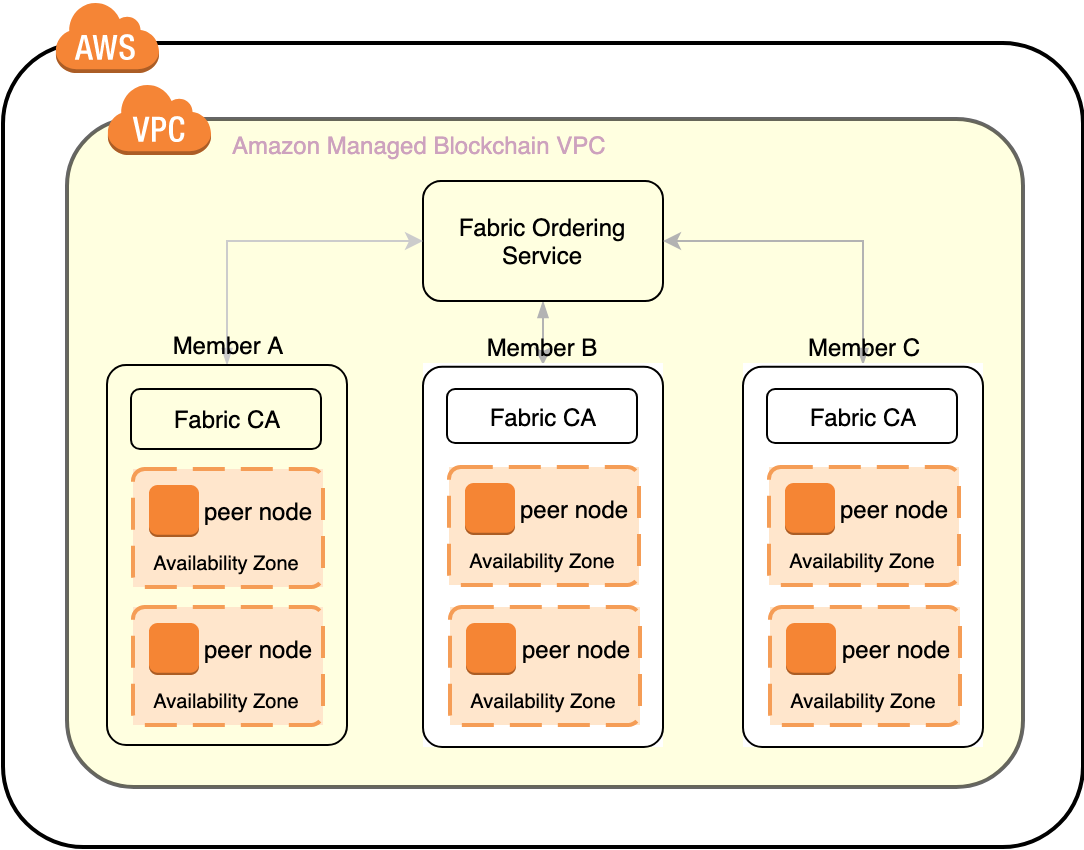 AWS
VPC
Amazon Managed Blockchain VPC
Fabric Ordering
Service
Member A
Fabric CA
peer node
Availability Zone
peer node
Availability Zone
Member B
Fabric CA
peer node
Availability Zone
peer node
Availability Zone
Member C
Fabric CA
peer node
Availability Zone
peer node
Availability Zone